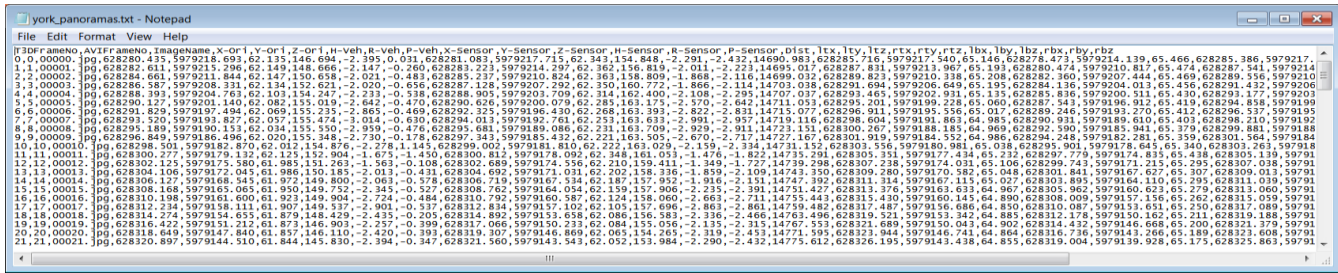 york_panoramas.txt - Notepad
File Edit Format View Help
T3DFrameNo,AVIFrameNo,ImageName,X-Ori,Y-Ori,Z-Ori,H-Veh,R-Veh,P-Veh,X-Sensor,Y-Sensor,Z-Sensor,H-Sensor,R-Sensor,P-Sensor,Dist,ltx,lty,ltz,rtx,rty,rtz,lbx,lby,lbz,rbx,rby,rbz
0,0,00000.jpg,628280.435,5979218.693,62.135,146.694,-2.395,0.031,628281.083,5979217.715,62.343,154.848,-2.291,-2.432,14690.983,628285.716,5979217.540,65.146,628278.473,5979214.139,65.466,628285.386,5979217.
1,1,00001.jpg,628282.611,5979215.296,62.149,148.666,-2.147,-0.260,628283.223,5979214.297,62.362,156.819,-2.011,-2.223,14695.017,628287.831,5979213.967,65.193,628280.474,5979210.817,65.474,628287.541,5979214
2,2,00002.jpg,628284.661,5979211.844,62.147,150.658,-2.021,-0.483,628285.237,5979210.824,62.363,158.809,-1.868,-2.116,14699.032,628289.823,5979210.338,65.208,628282.360,5979207.444,65.469,628289.556,5979210
3,3,00003.jpg,628286.587,5979208.331,62.134,152.621,-2.020,-0.656,628287.128,5979207.292,62.350,160.772,-1.866,-2.114,14703.038,628291.694,5979206.649,65.195,628284.136,5979204.013,65.456,628291.432,5979206
4,4,00004.jpg,628288.393,5979204.763,62.103,154.247,-2.233,-0.538,628288.905,5979203.709,62.314,162.400,-2.108,-2.295,14707.037,628293.465,5979202.931,65.135,628285.836,5979200.511,65.430,628293.177,5979203
5,5,00005.jpg,628290.127,5979201.140,62.082,155.019,-2.642,-0.470,628290.626,5979200.079,62.285,163.175,-2.570,-2.642,14711.053,628295.201,5979199.228,65.060,628287.543,5979196.912,65.419,628294.858,5979199
6,6,00006.jpg,628291.829,5979197.494,62.069,155.235,-2.865,-0.469,628292.325,5979196.430,62.268,163.393,-2.822,-2.831,14715.077,628296.911,5979195.556,65.017,628289.246,5979193.270,65.412,628296.537,5979195
7,7,00007.jpg,628293.520,5979193.827,62.057,155.474,-3.014,-0.630,628294.013,5979192.761,62.253,163.633,-2.991,-2.957,14719.116,628298.604,5979191.863,64.985,628290.931,5979189.610,65.403,628298.210,5979192
8,8,00008.jpg,628295.189,5979190.153,62.034,155.550,-2.959,-0.476,628295.681,5979189.086,62.231,163.709,-2.929,-2.911,14723.151,628300.267,5979188.185,64.969,628292.590,5979185.941,65.379,628299.881,5979188
9,9,00009.jpg,628296.849,5979186.496,62.020,155.348,-2.730,-0.178,628297.343,5979185.432,62.221,163.505,-2.670,-2.717,14727.167,628301.919,5979184.552,64.986,628294.248,5979182.281,65.359,628301.564,5979184
10,10,00010.jpg,628298.501,5979182.870,62.012,154.876,-2.278,1.145,628299.002,5979181.810,62.222,163.029,-2.159,-2.334,14731.152,628303.556,5979180.981,65.038,628295.901,5979178.645,65.340,628303.263,597918
11,11,00011.jpg,628300.277,5979179.132,62.125,152.904,-1.675,-1.450,628300.812,5979178.092,62.348,161.053,-1.476,-1.822,14735.291,628305.351,5979177.434,65.232,628297.779,5979174.835,65.438,628305.139,59791
12,12,00012.jpg,628302.125,5979175.580,61.985,151.263,-1.563,-0.108,628302.689,5979174.556,62.210,159.411,-1.349,-1.727,14739.298,628307.238,5979174.031,65.106,628299.743,5979171.215,65.295,628307.038,59791
13,13,00013.jpg,628304.106,5979172.045,61.986,150.185,-2.013,-0.431,628304.692,5979171.031,62.202,158.336,-1.859,-2.109,14743.350,628309.280,5979170.582,65.048,628301.841,5979167.627,65.307,628309.013,59791
14,14,00014.jpg,628306.127,5979168.545,61.972,149.800,-2.063,-0.578,628306.719,5979167.534,62.187,157.952,-1.916,-2.151,14747.392,628311.314,5979167.115,65.027,628303.895,5979164.110,65.295,628311.039,59791
15,15,00015.jpg,628308.168,5979165.061,61.950,149.752,-2.345,-0.527,628308.762,5979164.054,62.159,157.906,-2.235,-2.391,14751.427,628313.376,5979163.633,64.967,628305.962,5979160.623,65.279,628313.060,59791
16,16,00016.jpg,628310.198,5979161.600,61.923,149.904,-2.724,-0.484,628310.792,5979160.587,62.124,158.060,-2.663,-2.711,14755.443,628315.430,5979160.145,64.890,628308.009,5979157.156,65.262,628315.059,59791
17,17,00017.jpg,628312.234,5979158.111,61.907,149.537,-2.901,-0.537,628312.834,5979157.102,62.105,157.696,-2.863,-2.861,14759.482,628317.487,5979156.686,64.850,628310.087,5979153.651,65.250,628317.089,59791
18,18,00018.jpg,628314.274,5979154.655,61.879,148.429,-2.435,-0.205,628314.892,5979153.658,62.086,156.583,-2.336,-2.466,14763.496,628319.521,5979153.342,64.885,628312.178,5979150.162,65.211,628319.188,59791
19,19,00019.jpg,628316.422,5979151.212,61.873,146.903,-2.257,-0.399,628317.066,5979150.233,62.084,155.056,-2.135,-2.315,14767.553,628321.689,5979150.043,64.902,628314.432,5979146.668,65.200,628321.379,59791
20,20,00020.jpg,628318.649,5979147.840,61.857,146.116,-2.420,-0.393,628319.307,5979146.869,62.065,154.265,-2.319,-2.453,14771.595,628323.944,5979146.741,64.864,628316.736,5979143.266,65.189,628323.608,59791
21,21,00021.jpg,628320.897,5979144.510,61.844,145.830,-2.394,-0.347,628321.560,5979143.543,62.052,153.984,-2.290,-2.432,14775.612,628326.195,5979143.438,64.855,628319.004,5979139.928,65.175,628325.863,59791